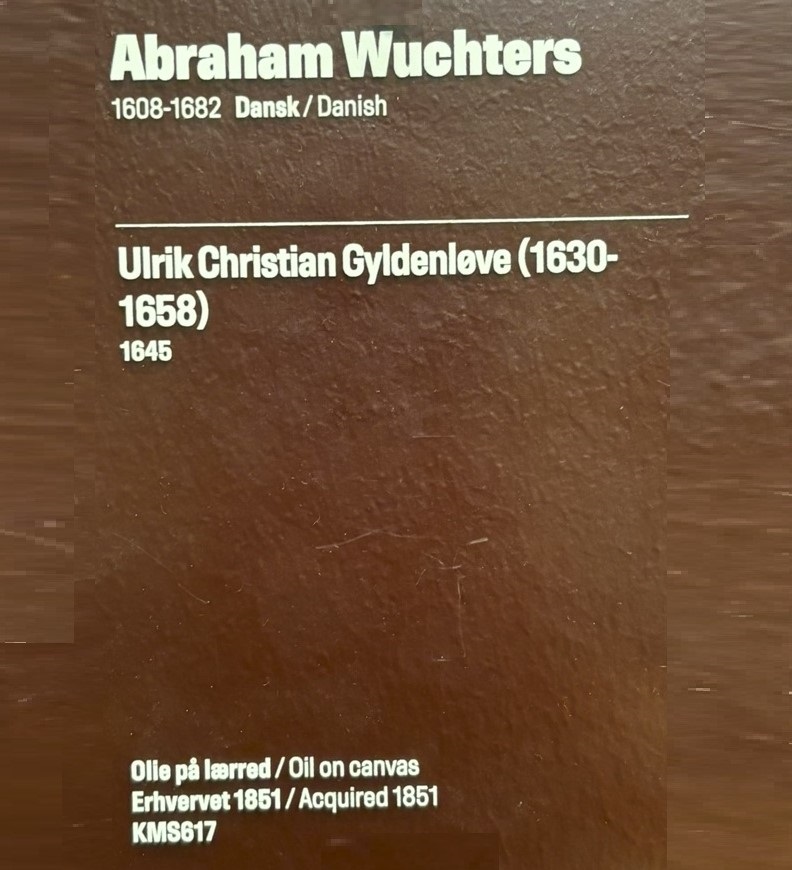 Abraham Wuchters
1608-1682 Dansk / Danish
Ulrik Christian Gyldenløve (1630-
1658)
1645
Olie på lærred / Oil on canvas
Erhvervet 1851 / Acquired 1851
KMS617